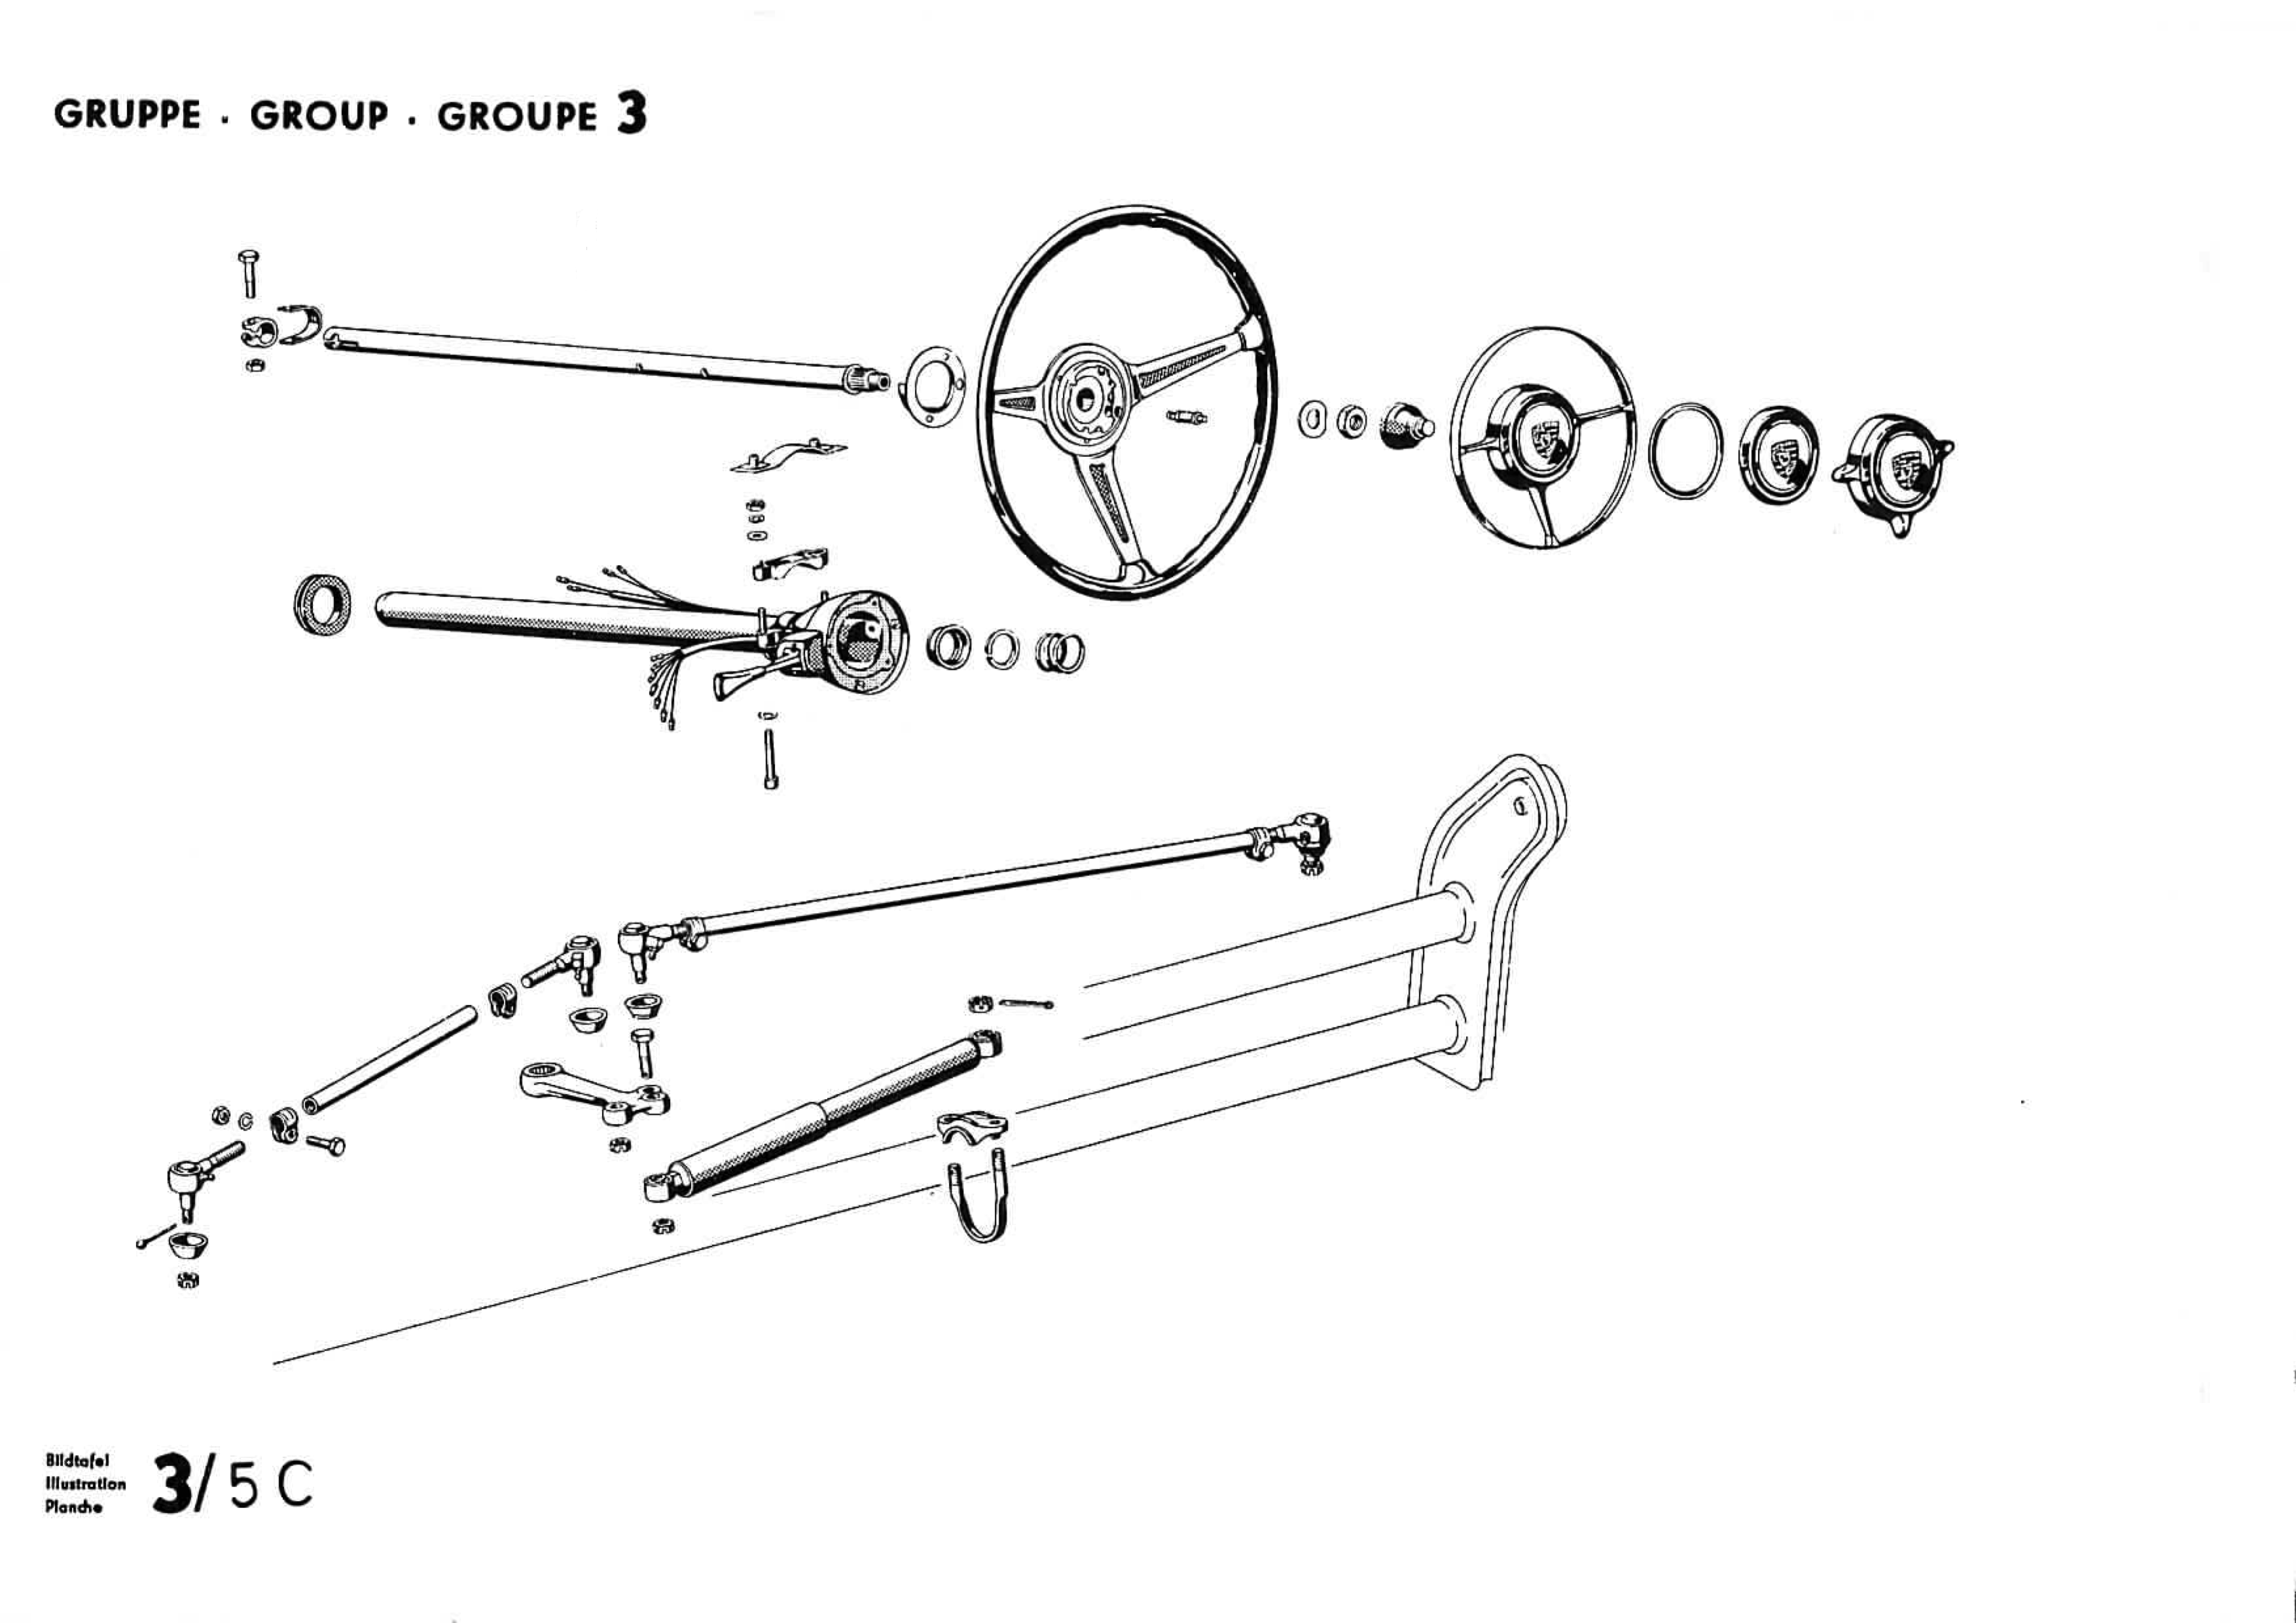 GRUPPE . GROUP . GROUPE 3
Bildtafel
Illustration
Planche
3/5 C